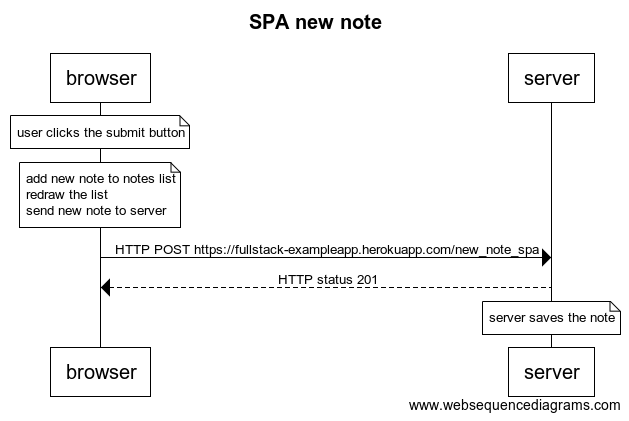 SPA new note
browser
server
user clicks the submit button
add new note to notes list
redraw the list
send new note to server
HTTP POST https://fullstack-exampleapp.herokuapp.com/new_note_spa
HTTP status 201
server saves the note
browser
server
www.websequencediagrams.com